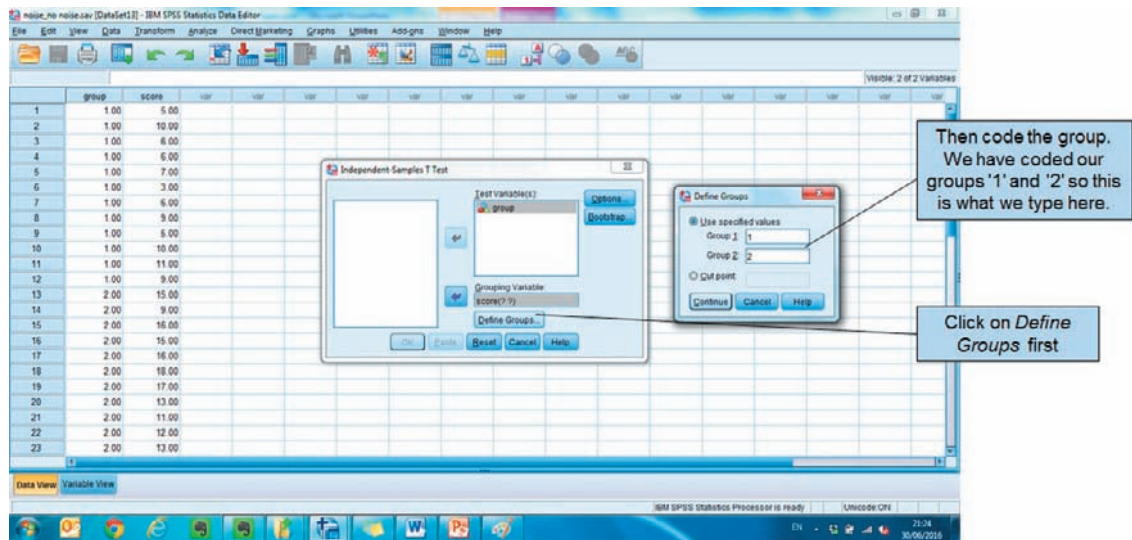 noise_no noise.sav [DataSet13] - IBM SPSS Statistics Data Editor
File Edit View Data Transform Analyze Direct Marketing Graphs Utilities Add-ons Window Help
Visible: 2 of 2 Variables
group score var var var var var var var var var var var var var var
1 1.00 5.00
2 1.00 10.00
3 1.00 6.00
4 1.00 6.00
5 1.00 7.00
6 1.00 3.00
7 1.00 6.00
8 1.00 9.00
9 1.00 5.00
10 1.00 10.00
11 1.00 11.00
12 1.00 9.00
13 2.00 15.00
14 2.00 9.00
15 2.00 16.00
16 2.00 15.00
17 2.00 16.00
18 2.00 18.00
19 2.00 17.00
20 2.00 13.00
21 2.00 11.00
22 2.00 12.00
23 2.00 13.00
Independent-Samples T Test
Test Variable(s):
group
Options...
Bootstrap...
Grouping Variable:
score(? ?)
Define Groups...
OK Paste Reset Cancel Help
Define Groups
Use specified values
Group 1: 1
Group 2: 2
Cut point:
Continue Cancel Help
Then code the group.
We have coded our
groups '1' and '2' so this
is what we type here.
Click on Define
Groups first
Data View Variable View
IBM SPSS Statistics Processor is ready Unicode:ON
EN 21:24
30/06/2016